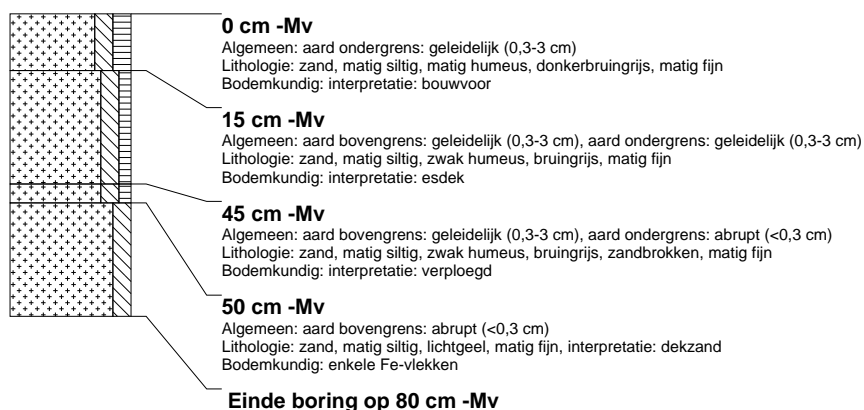 0 cm -Mv
Algemeen: aard ondergrens: geleidelijk (0,3-3 cm)
Lithologie: zand, matig siltig, matig humeus, donkerbruingrijs, matig fijn
Bodemkundig: interpretatie: bouwvoor
15 cm -Mv
Algemeen: aard bovengrens: geleidelijk (0,3-3 cm), aard ondergrens: geleidelijk (0,3-3 cm)
Lithologie: zand, matig siltig, zwak humeus, bruingrijs, matig fijn
Bodemkundig: interpretatie: esdek
45 cm -Mv
Algemeen: aard bovengrens: geleidelijk (0,3-3 cm), aard ondergrens: abrupt (<0,3 cm)
Lithologie: zand, matig siltig, zwak humeus, bruingrijs, zandbrokken, matig fijn
Bodemkundig: interpretatie: verploegd
50 cm -Mv
Algemeen: aard bovengrens: abrupt (<0,3 cm)
Lithologie: zand, matig siltig, lichtgeel, matig fijn, interpretatie: dekzand
Bodemkundig: enkele Fe-vlekken
Einde boring op 80 cm -Mv